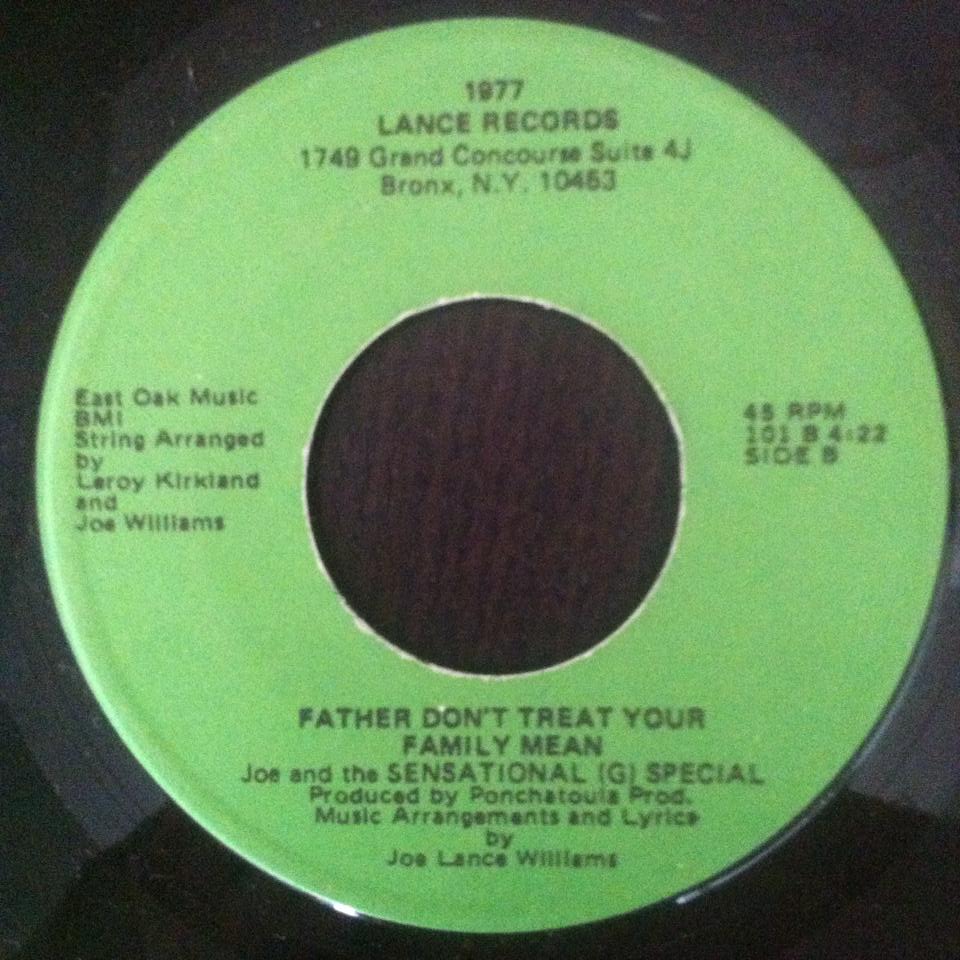 1977
LANCE RECORDS
1749 Grand Concourse Suite 4J
Bronx, N.Y. 10453
East Oak Music
BMI
String Arranged
by
Leroy Kirkland
and
Joe Williams
45 RPM
101 B 4:22
SIDE B
FATHER DON'T TREAT YOUR
FAMILY MEAN
Joe and the SENSATIONAL (G) SPECIAL
Produced by Ponchatoula Prod.
Music Arrangements and Lyrics
by
Joe Lance Williams